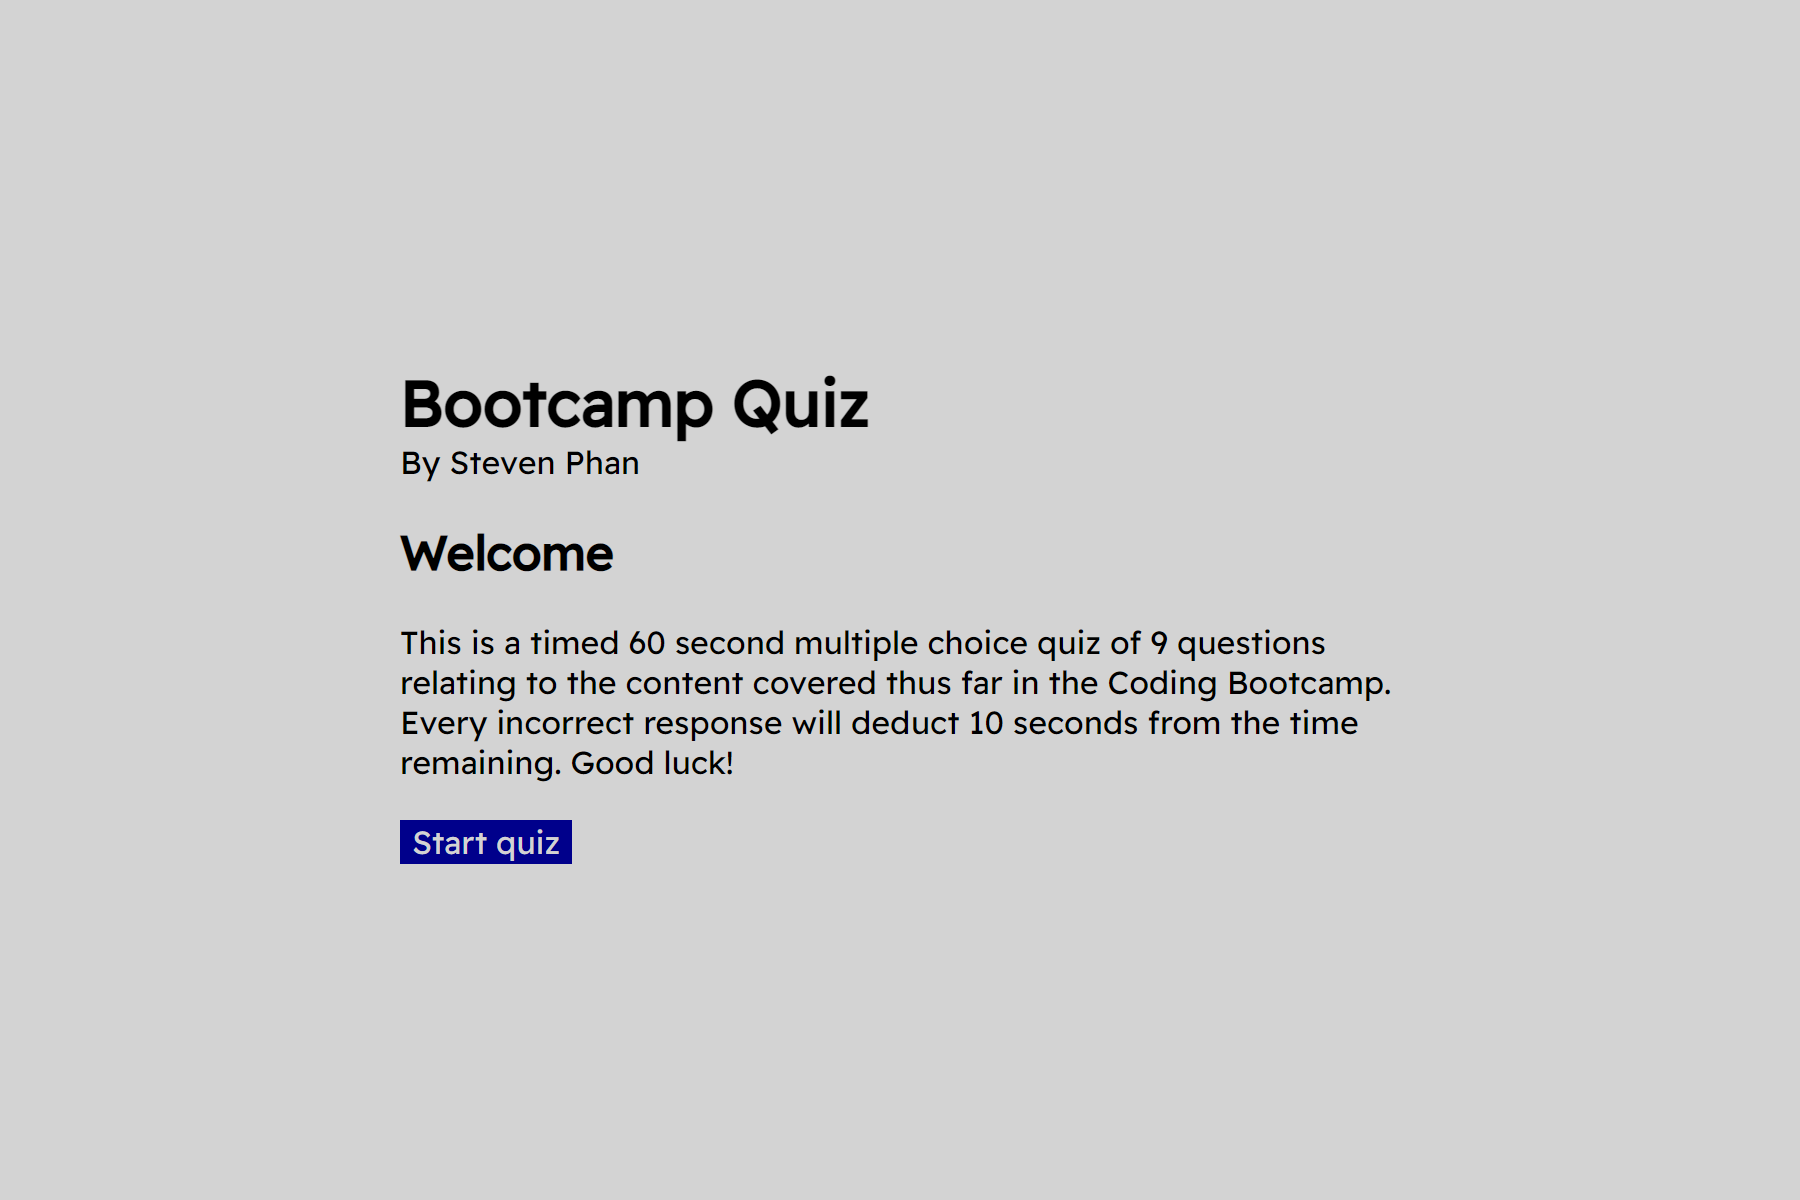 Bootcamp Quiz
By Steven Phan
Welcome
This is a timed 60 second multiple choice quiz of 9 questions
relating to the content covered thus far in the Coding Bootcamp.
Every incorrect response will deduct 10 seconds from the time
remaining. Good luck!
Start quiz